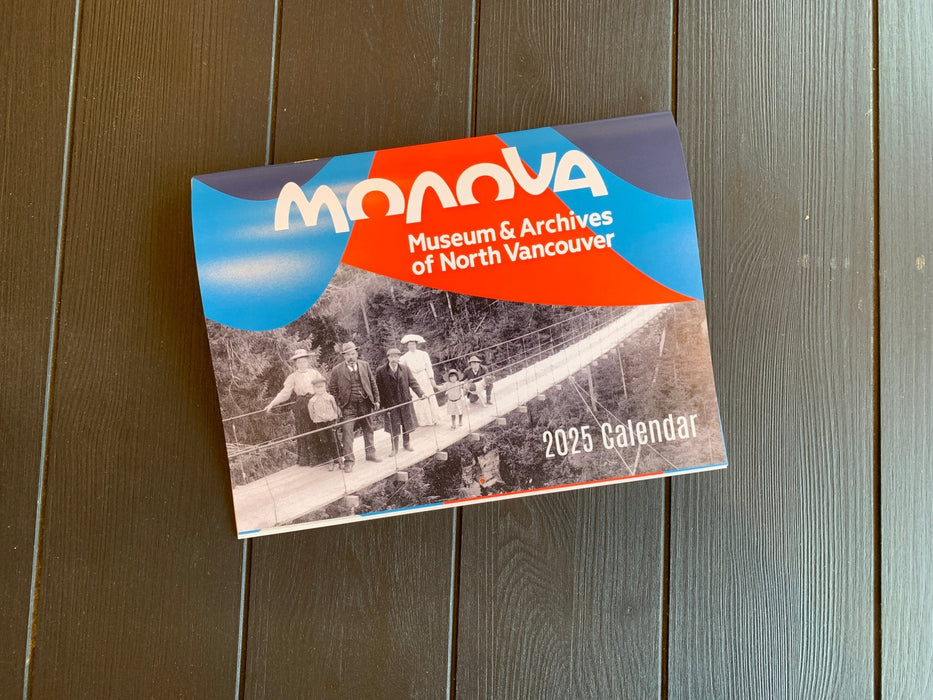 MONOVA
Museum & Archives
of North Vancouver
2025 Calendar